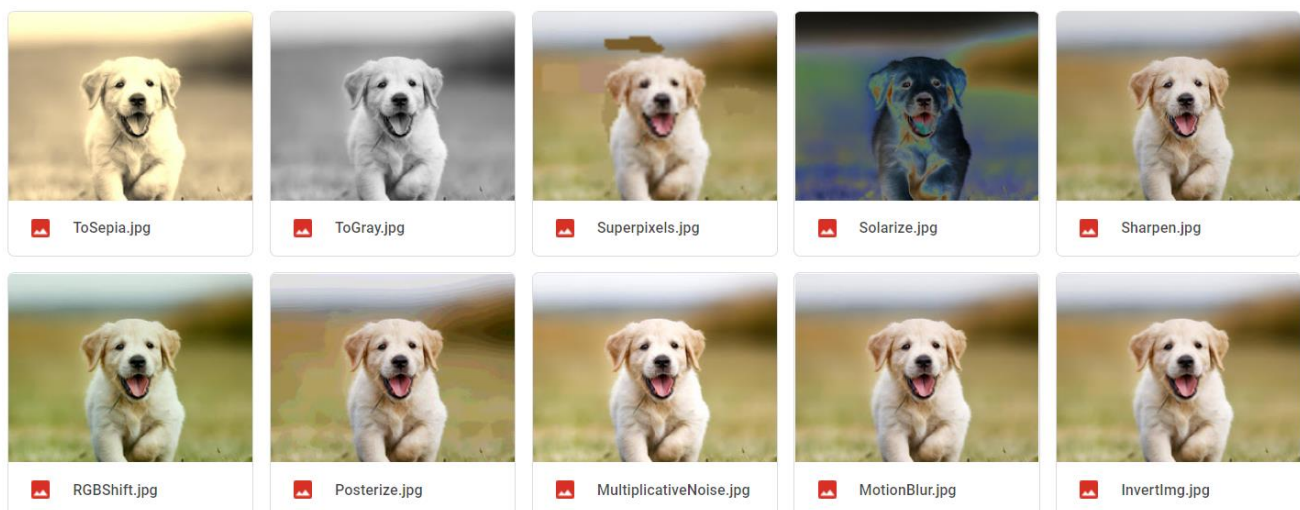 ToSepia.jpg
ToGray.jpg
Superpixels.jpg
Solarize.jpg
Sharpen.jpg
RGBShift.jpg
Posterize.jpg
MultiplicativeNoise.jpg
MotionBlur.jpg
InvertImg.jpg